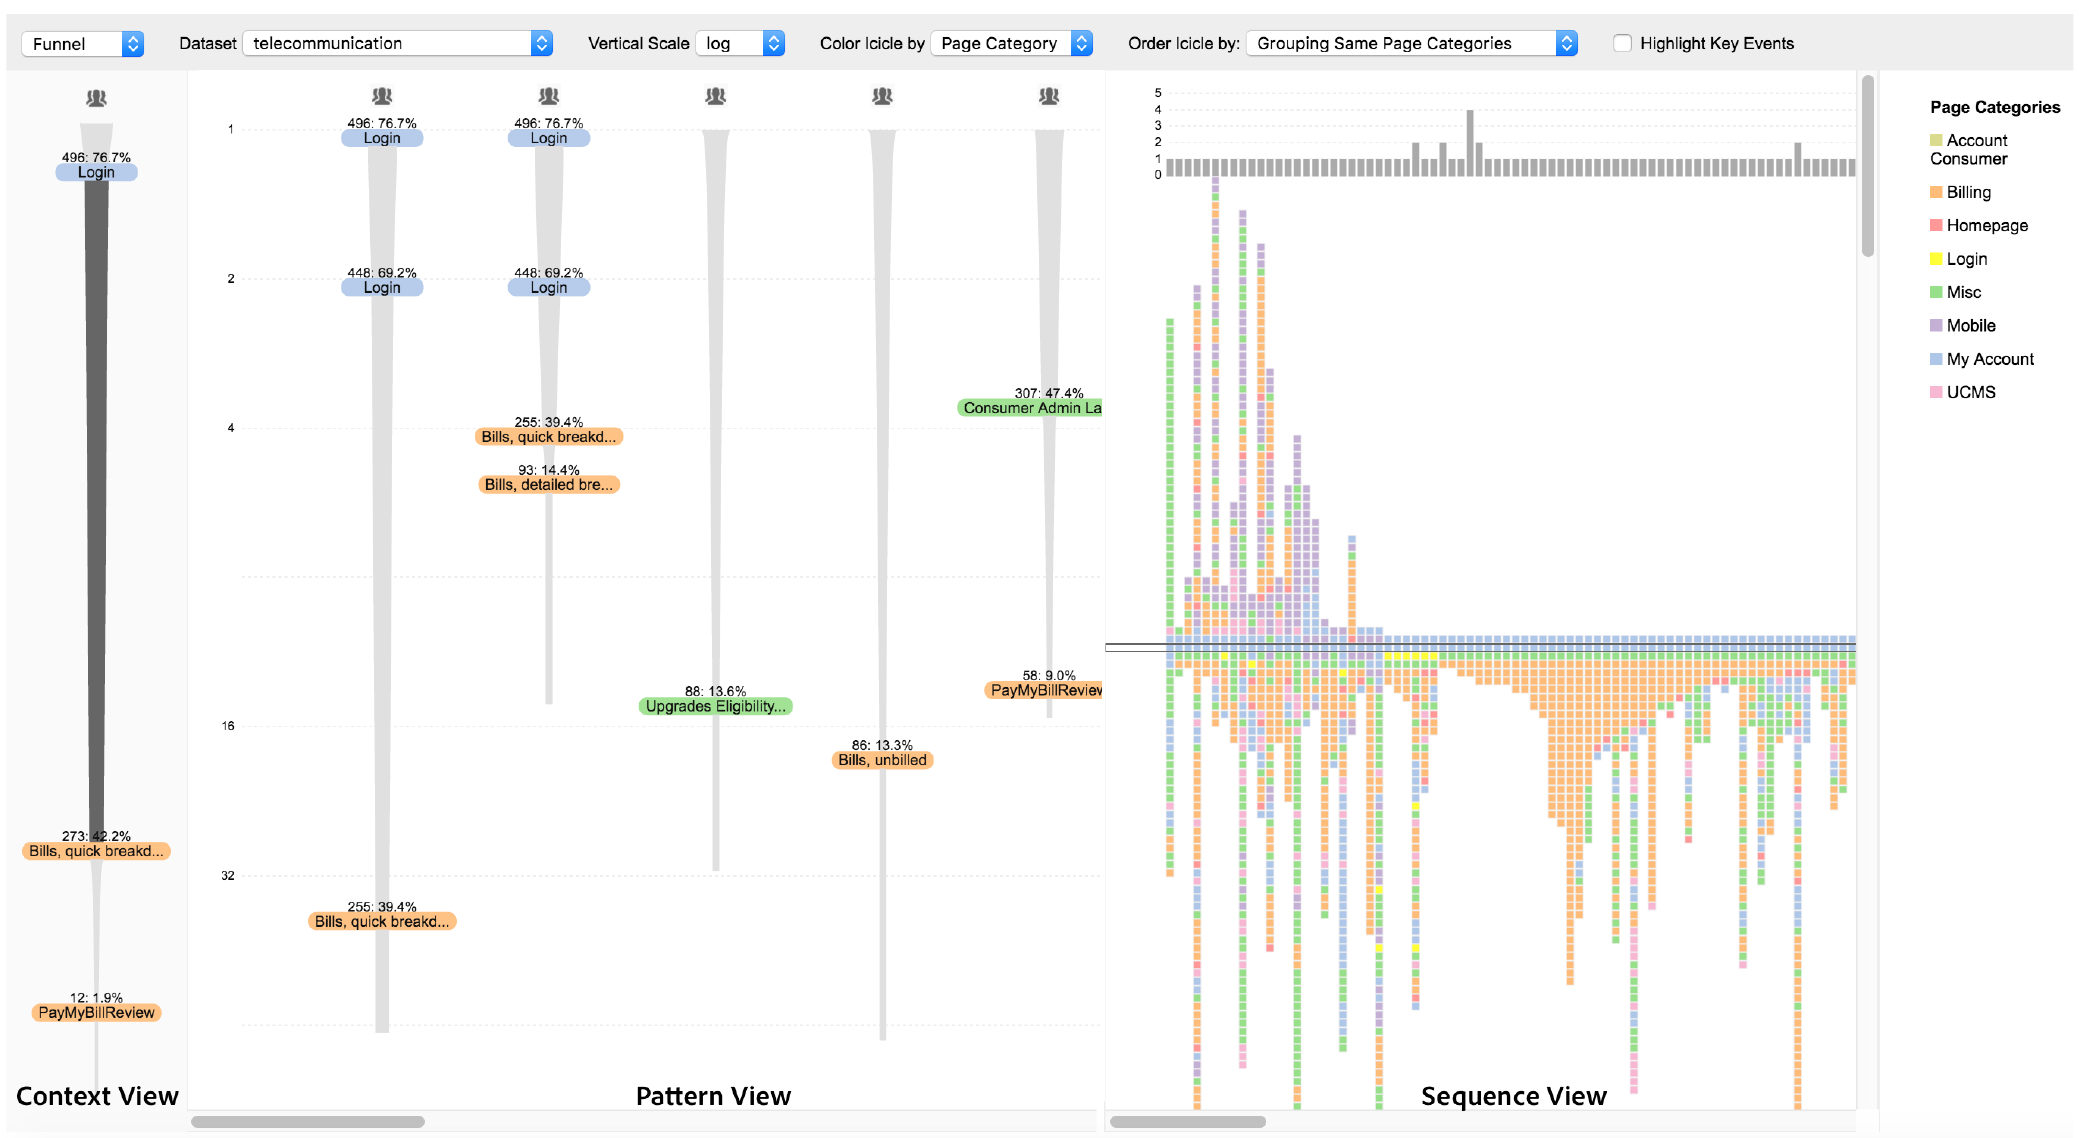 Funnel
Dataset telecommunication
Vertical Scale log
Color Icicle by Page Category
Order Icicle by: Grouping Same Page Categories
Highlight Key Events
496: 76.7%
Login
273: 42.2%
Bills, quick breakd...
12: 1.9%
PayMyBillReview
Context View
1
2
4
16
32
496: 76.7%
Login
448: 69.2%
Login
255: 39.4%
Bills, quick breakd...
496: 76.7%
Login
448: 69.2%
Login
255: 39.4%
Bills, quick breakd...
93: 14.4%
Bills, detailed bre...
88: 13.6%
Upgrades Eligibility...
86: 13.3%
Bills, unbilled
307: 47.4%
Consumer Admin La
58: 9.0%
PayMyBillReview
Pattern View
5
4
3
2
1
0
Sequence View
Page Categories
Account
Consumer
Billing
Homepage
Login
Misc
Mobile
My Account
UCMS